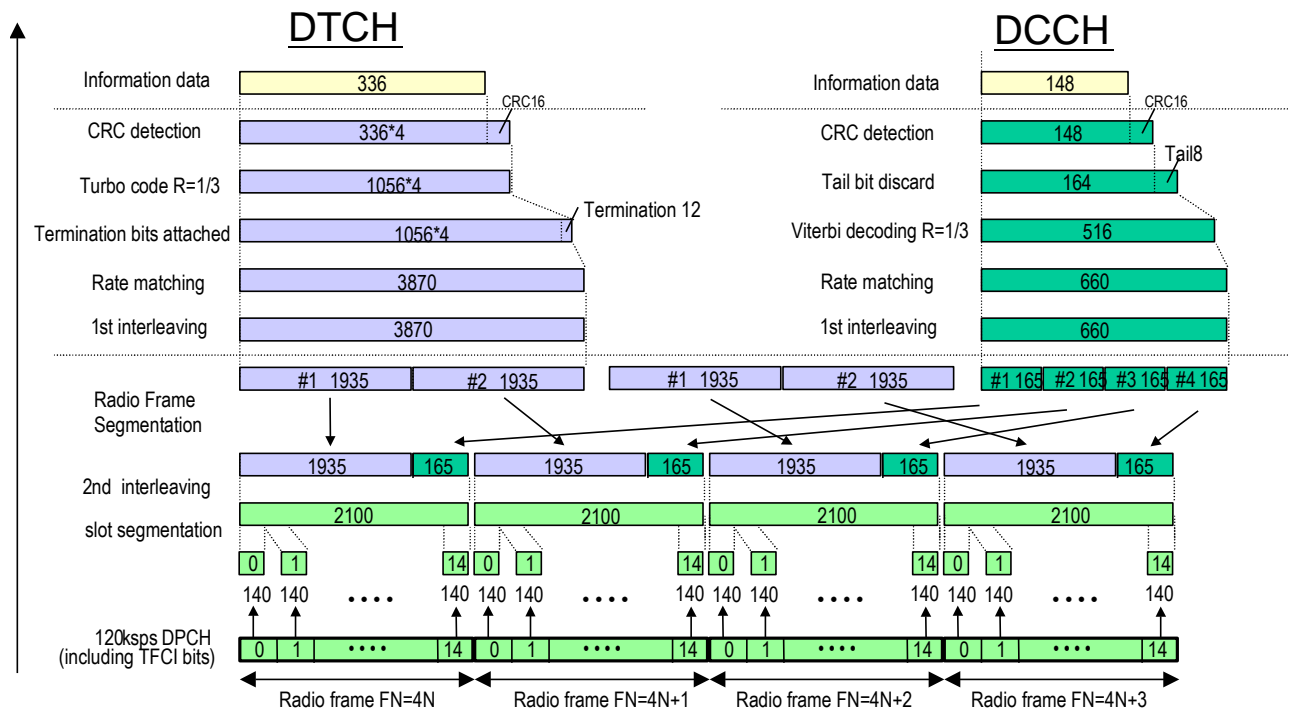 DTCH
DCCH
Information data
336
Information data
148
CRC16
CRC16
CRC detection
336*4
CRC detection
148
Tail8
Turbo code R=1/3
1056*4
Tail bit discard
164
Termination 12
Termination bits attached
1056*4
Viterbi decoding R=1/3
516
Rate matching
3870
Rate matching
660
1st interleaving
3870
1st interleaving
660
#1 1935
#2 1935
#1 1935
#2 1935
#1 165
#2 165
#3 165
#4 165
Radio Frame
Segmentation
1935
165
1935
165
1935
165
1935
165
2nd interleaving
2100
2100
2100
2100
slot segmentation
0
1
14
0
1
14
0
1
14
0
1
14
140
140
••••
140
140
140
••••
140
140
140
••••
140
140
140
••••
140
120ksps DPCH
(including TFCI bits)
0
1
••••
14
0
1
••••
14
0
1
••••
14
0
1
••••
14
Radio frame FN=4N
Radio frame FN=4N+1
Radio frame FN=4N+2
Radio frame FN=4N+3